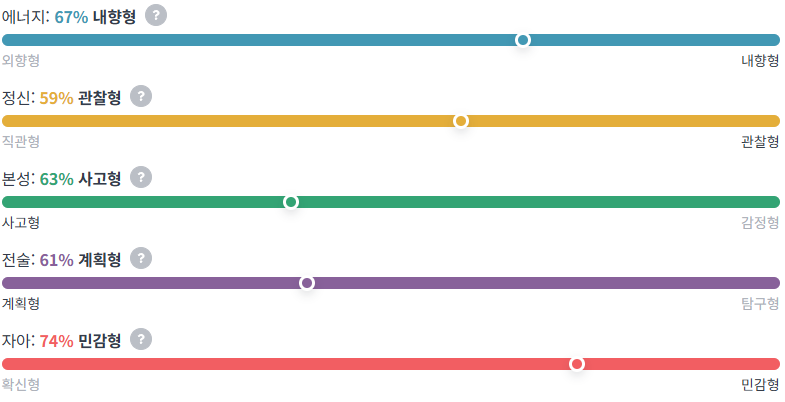 에너지: 67% 내향형 ?
외향형 내향형
정신: 59% 관찰형 ?
직관형 관찰형
본성: 63% 사고형 ?
사고형 감정형
전술: 61% 계획형 ?
계획형 탐구형
자아: 74% 민감형 ?
확신형 민감형